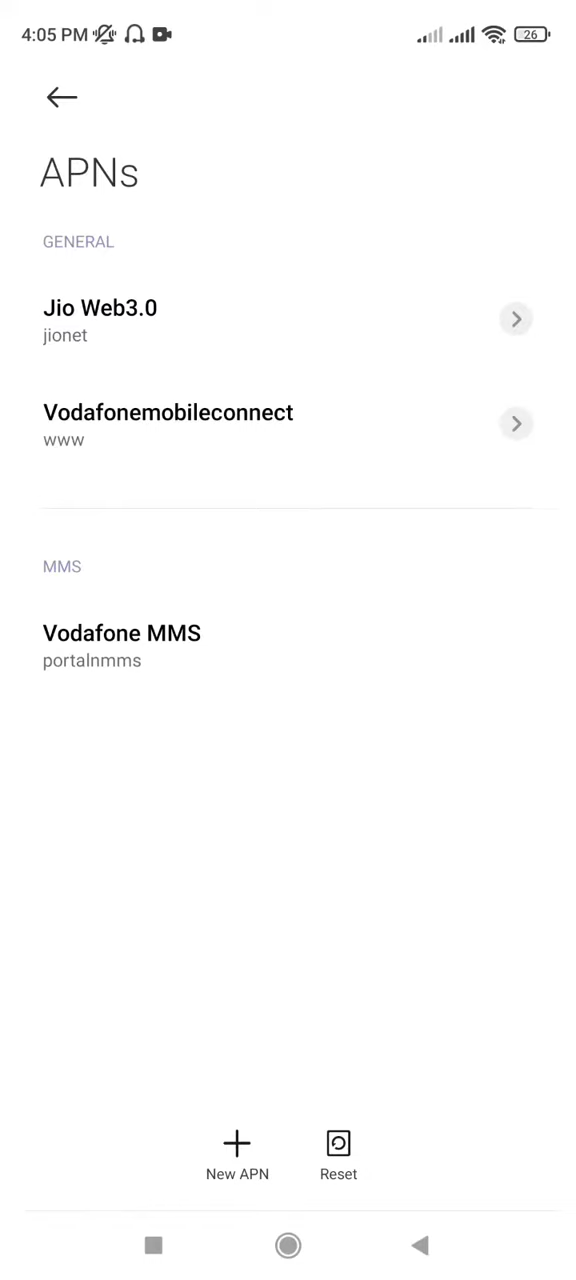 4:05 PM
26
APNs
GENERAL
Jio Web3.0
jionet
Vodafonemobileconnect
www
MMS
Vodafone MMS
portalnmms
New APN
Reset